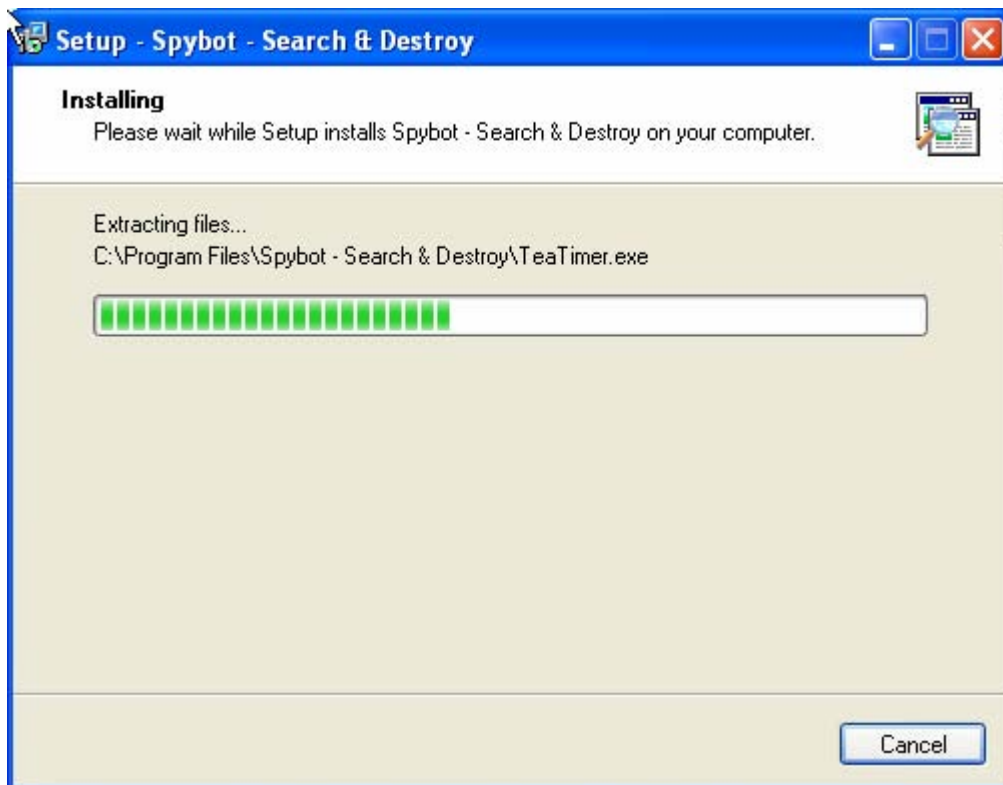 Setup - Spybot - Search & Destroy
Installing
Please wait while Setup installs Spybot - Search & Destroy on your computer.
Extracting files...
C:\Program Files\Spybot - Search & Destroy\TeaTimer.exe
Cancel